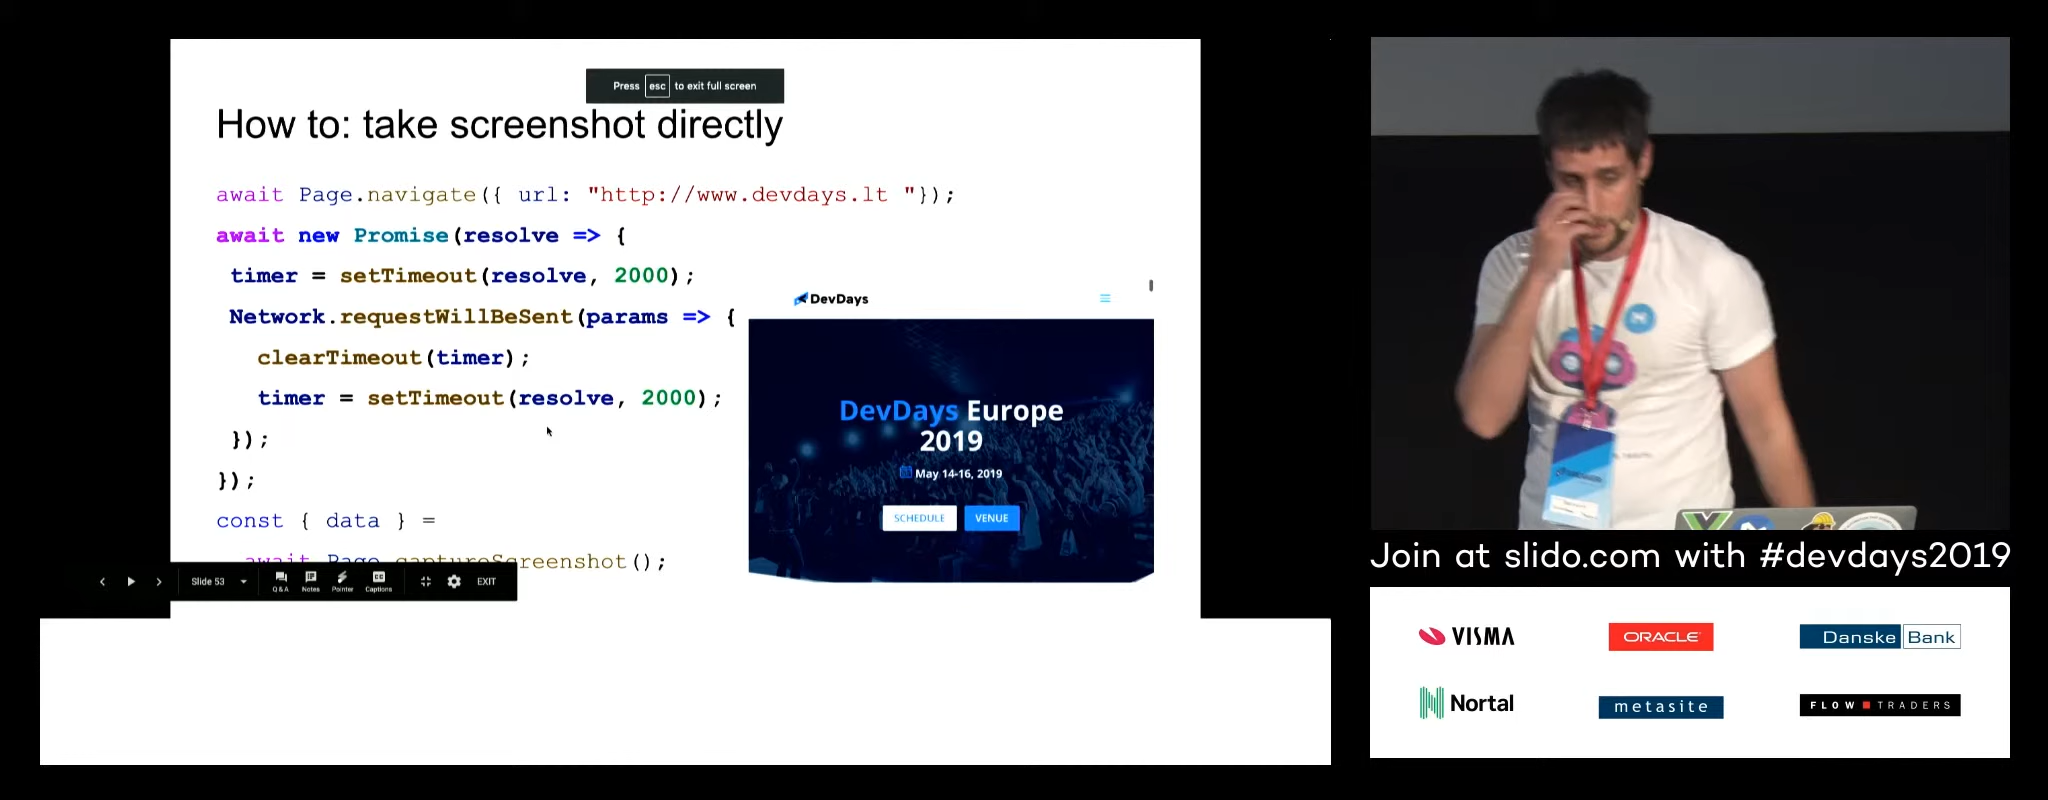 Press esc to exit full screen
How to: take screenshot directly
await Page.navigate({ url: "http://www.devdays.lt "});
await new Promise(resolve => {
timer = setTimeout(resolve, 2000);
Network.requestWillBeSent(params => {
clearTimeout(timer);
timer = setTimeout(resolve, 2000);
});
});
const { data } =
await Page.captureScreenshot();
DevDays
DevDays Europe
2019
May 14-16, 2019
SCHEDULE VENUE
Slide 53
Q & A Notes Pointer Captions EXIT
Join at slido.com with #devdays2019
VISMA ORACLE Danske Bank
Nortal metasite FLOW TRADERS